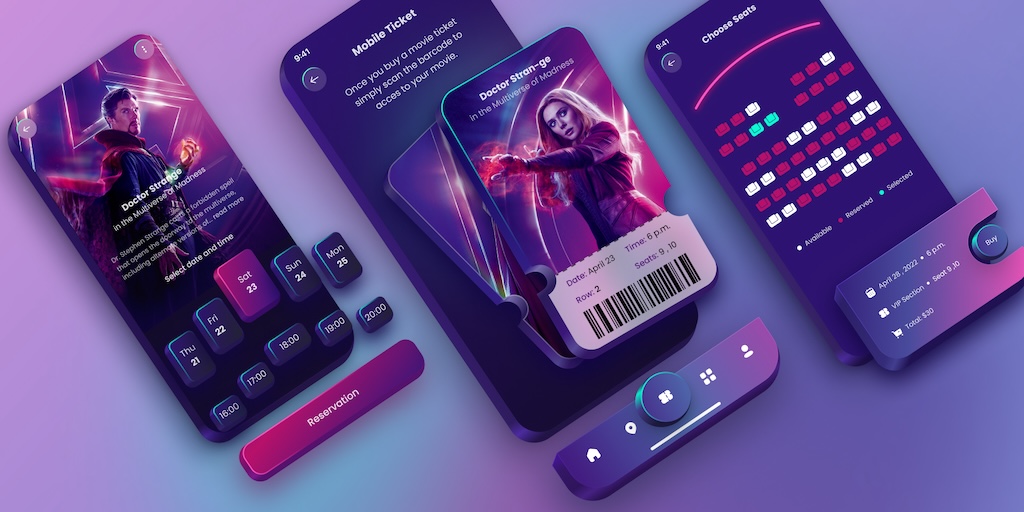 Doctor Strange
in the Multiverse of Madness
Dr. Stephen Strange cast a forbidden spell
that opens the doorway to the multiverse,
including alternate versions of... read more
Select date and time
Thu
21
Fri
22
Sat
23
Sun
24
Mon
25
16:00
17:00
18:00
19:00
20:00
Reservation
9:41
Mobile Ticket
Once you buy a movie ticket
simply scan the barcode to
acces to your movie.
Doctor Stran-ge
in the Multiverse of Madness
Date: April 23 Time: 6 p.m.
Row: 2 Seats: 9 , 10
9:41
Choose Seats
Available Reserved Selected
April 28 , 2022 • 6 p.m.
VIP Section • Seat 9 ,10
Total: $30
Buy